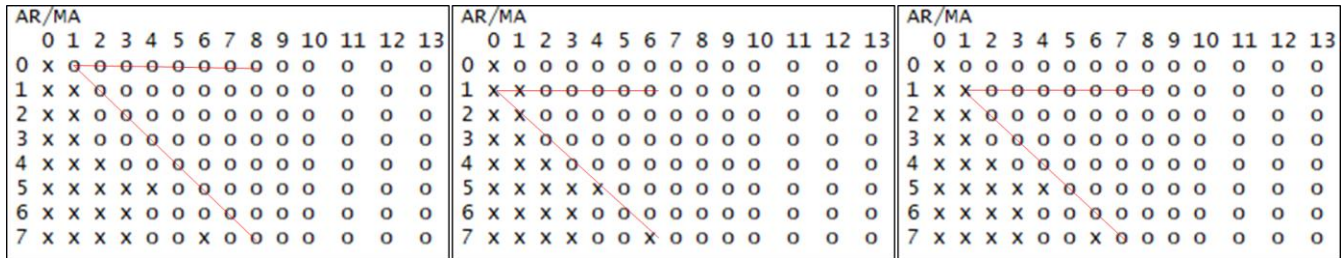 AR/MA
0 1 2 3 4 5 6 7 8 9 10 11 12 13
0 x o o o o o o o o o o o o o
1 x x o o o o o o o o o o o o
2 x x o o o o o o o o o o o o
3 x x o o o o o o o o o o o o
4 x x x o o o o o o o o o o o
5 x x x x x o o o o o o o o o
6 x x x x o o o o o o o o o o
7 x x x x o o x o o o o o o o
AR/MA
0 1 2 3 4 5 6 7 8 9 10 11 12 13
0 x o o o o o o o o o o o o o
1 x x o o o o o o o o o o o o
2 x x o o o o o o o o o o o o
3 x x o o o o o o o o o o o o
4 x x x o o o o o o o o o o o
5 x x x x x o o o o o o o o o
6 x x x x o o o o o o o o o o
7 x x x x o o x o o o o o o o
AR/MA
0 1 2 3 4 5 6 7 8 9 10 11 12 13
0 x o o o o o o o o o o o o o
1 x x o o o o o o o o o o o o
2 x x o o o o o o o o o o o o
3 x x o o o o o o o o o o o o
4 x x x o o o o o o o o o o o
5 x x x x x o o o o o o o o o
6 x x x x o o o o o o o o o o
7 x x x x o o x o o o o o o o